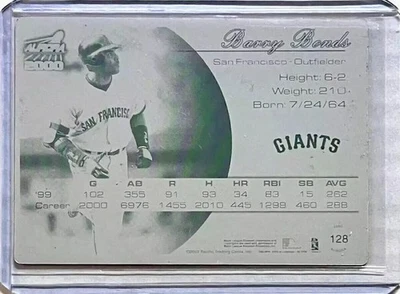 AURORA
Barry Bonds
San Francisco - Outfielder
Height: 6-2
Weight: 210
Born: 7/24/64
SAN FRANCISCO
GIANTS
G AB R H HR RBI SB AVG
'99 102 355 91 93 34 83 15 262
Career 2000 6976 1455 2010 445 1298 460 288
128